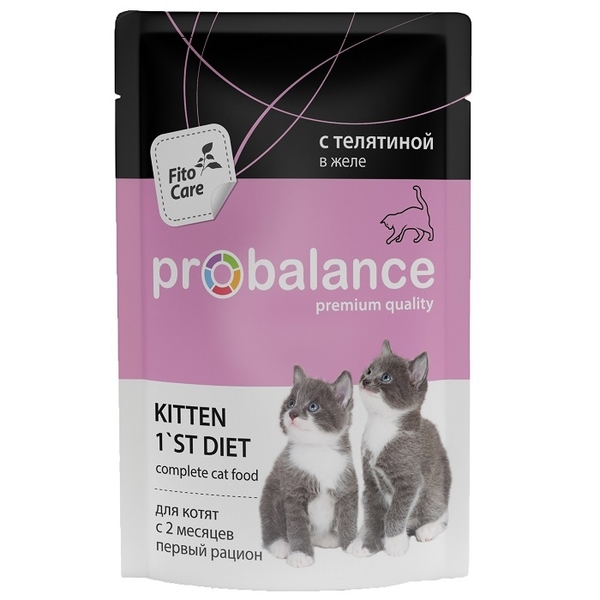 с телятиной
в желе
Fito
Care
probalance
premium quality
KITTEN
1`ST DIET
complete cat food
для котят
с 2 месяцев
первый рацион